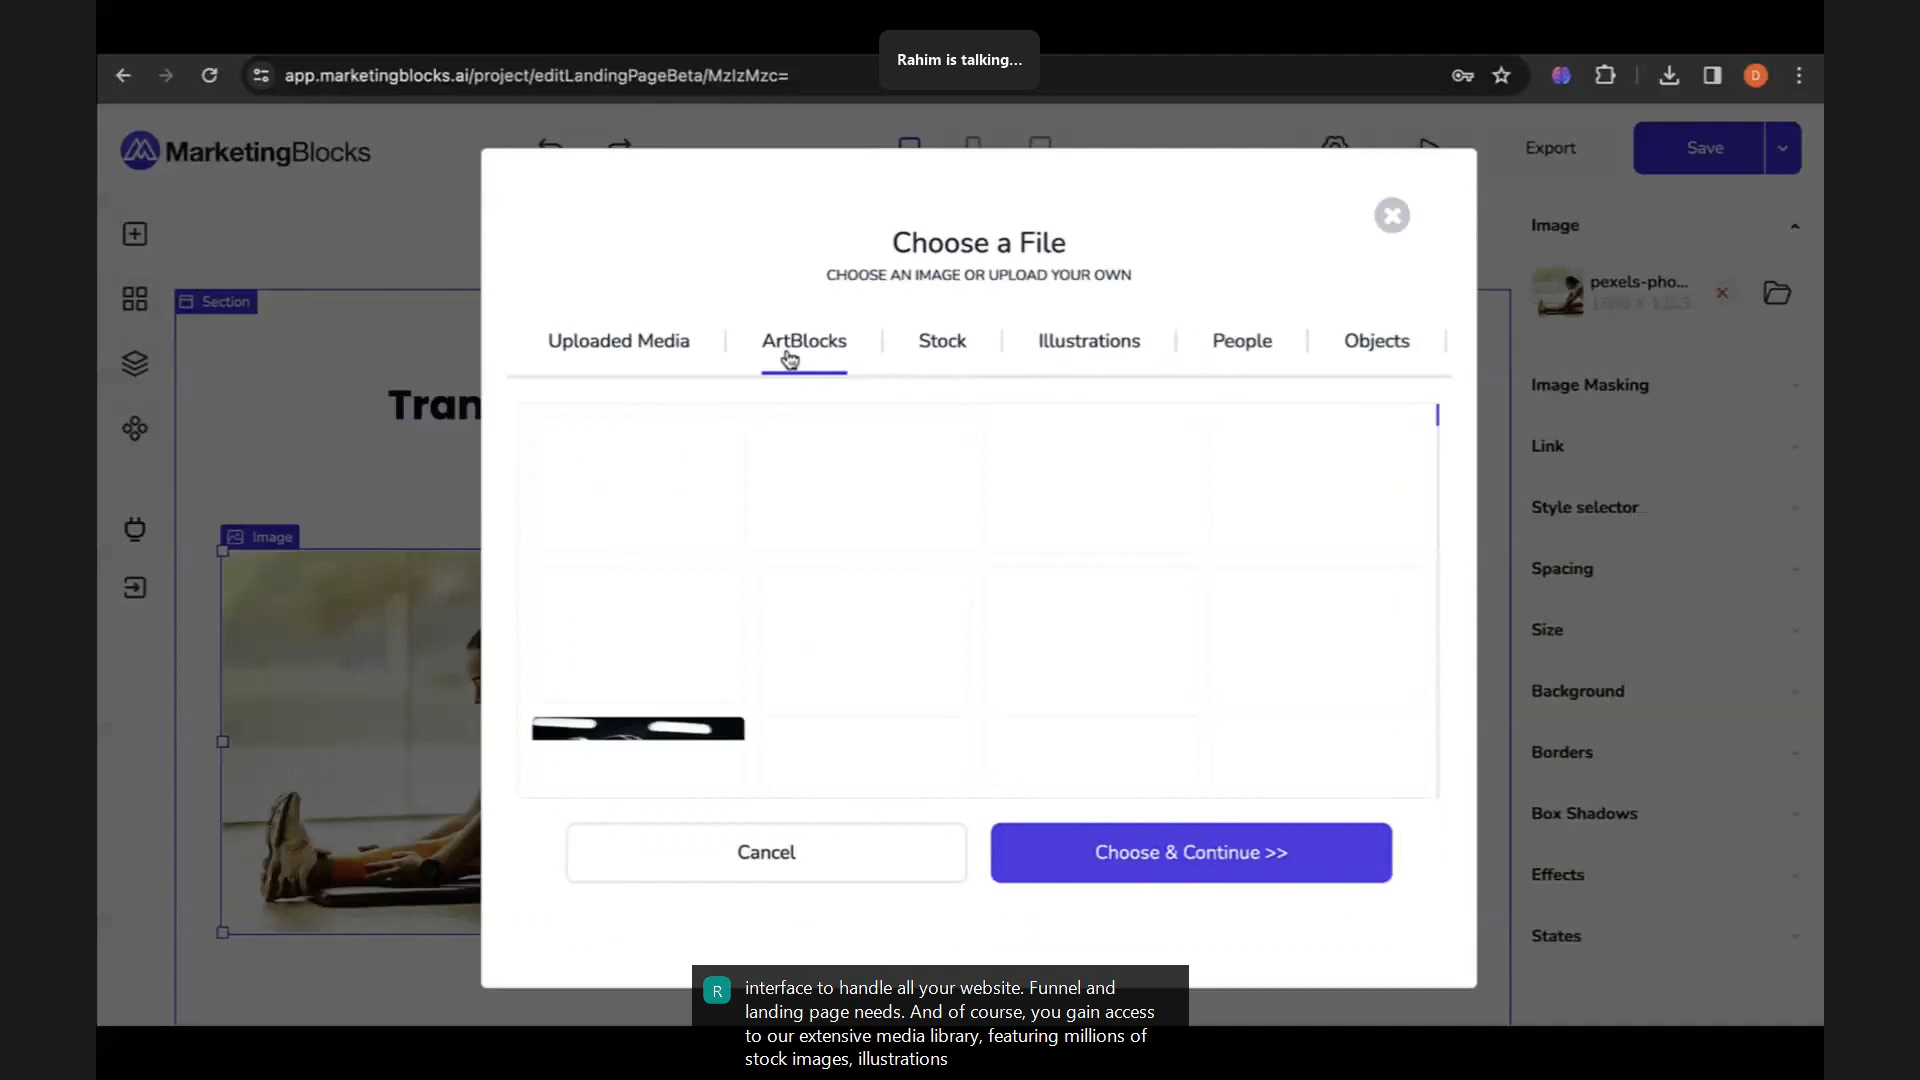 Rahim is talking...
app.marketingblocks.ai/project/editLandingPageBeta/MzIzMzc=
D
MarketingBlocks
Export
Save
Choose a File
CHOOSE AN IMAGE OR UPLOAD YOUR OWN
Uploaded Media
ArtBlocks
Stock
Illustrations
People
Objects
Section
Tran
Image
Cancel
Choose & Continue >>
Image
pexels-pho...
Image Masking
Link
Style selector
Spacing
Size
Background
Borders
Box Shadows
Effects
States
R
interface to handle all your website. Funnel and
landing page needs. And of course, you gain access
to our extensive media library, featuring millions of
stock images, illustrations